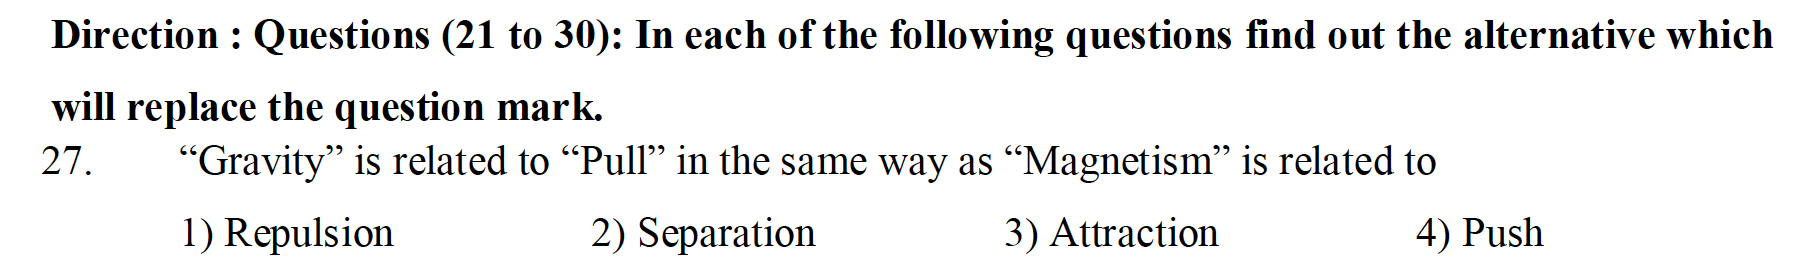 Direction : Questions (21 to 30): In each of the following questions find out the alternative which
will replace the question mark.
27. “Gravity” is related to “Pull” in the same way as “Magnetism” is related to
1) Repulsion 2) Separation 3) Attraction 4) Push